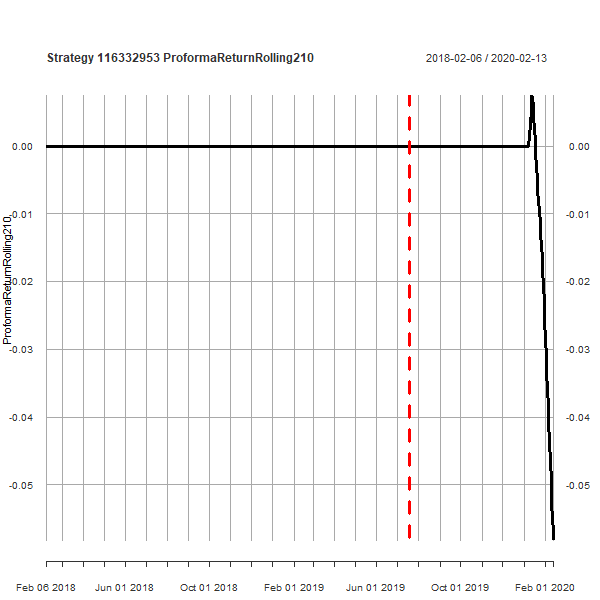 Strategy 116332953 ProformaReturnRolling210
2018-02-06 / 2020-02-13
ProformaReturnRolling210
0.00 0.00
-0.01 -0.01
-0.02 -0.02
-0.03 -0.03
-0.04 -0.04
-0.05 -0.05
Feb 06 2018 Jun 01 2018 Oct 01 2018 Feb 01 2019 Jun 01 2019 Oct 01 2019 Feb 01 2020